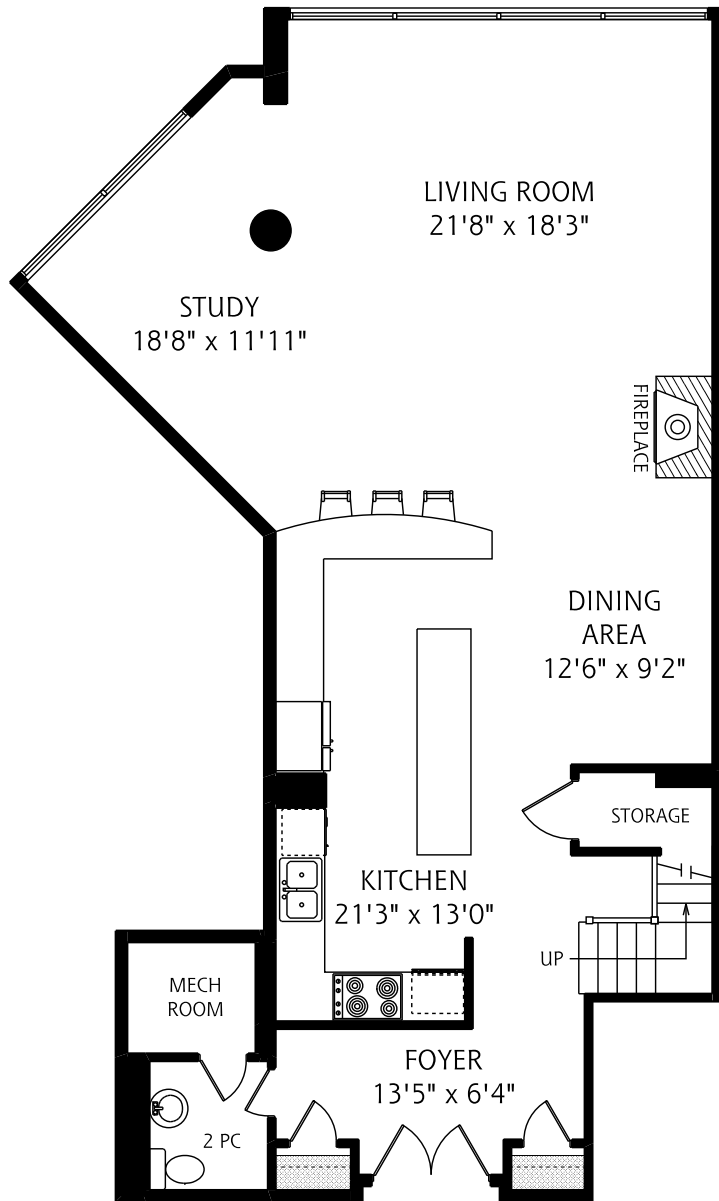 LIVING ROOM
21'8" x 18'3"
STUDY
18'8" x 11'11"
FIREPLACE
DINING
AREA
12'6" x 9'2"
STORAGE
KITCHEN
21'3" x 13'0"
UP
MECH
ROOM
FOYER
13'5" x 6'4"
2 PC